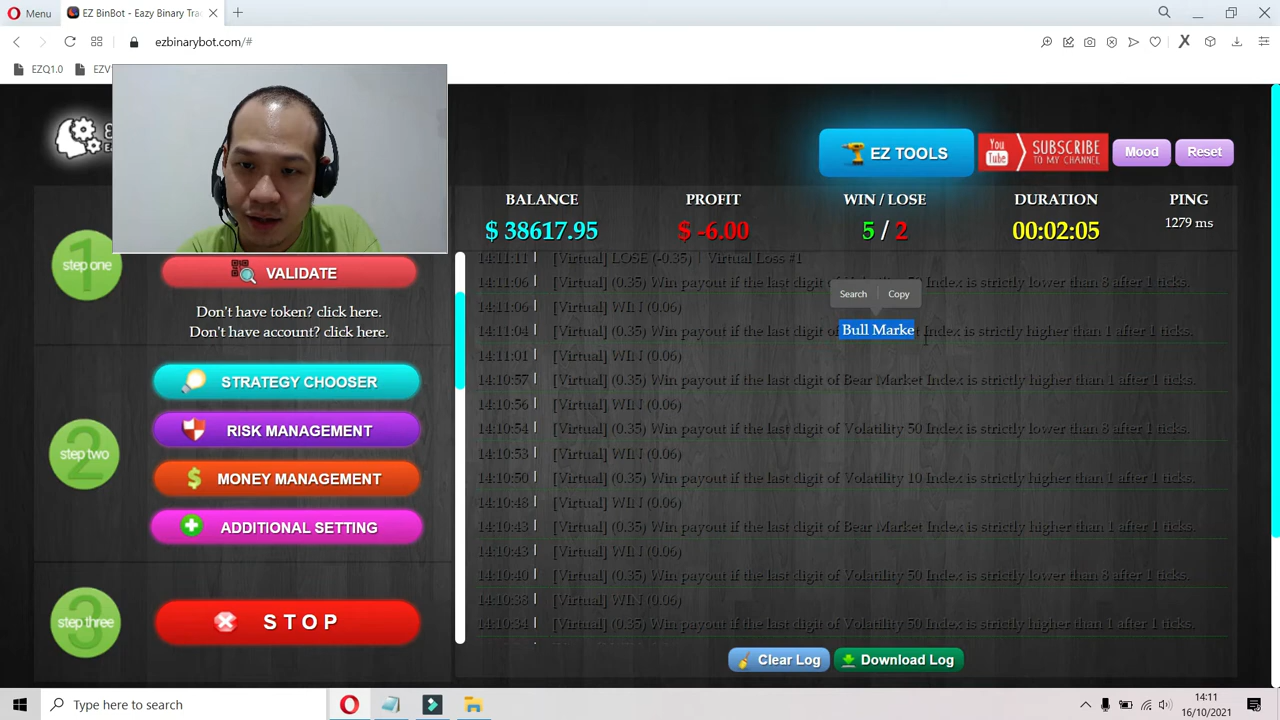 Menu
EZ BinBot - Eazy Binary Tra
ezbinarybot.com/#
EZQ1.0
EZV
EZ TOOLS
You Tube
SUBSCRIBE
TO MY CHANNEL
Mood
Reset
BALANCE
PROFIT
WIN / LOSE
DURATION
PING
$ 38617.95
$ -6.00
5 / 2
00:02:05
1279 ms
1
step one
VALIDATE
Don't have token? click here.
Don't have account? click here.
2
step two
STRATEGY CHOOSER
RISK MANAGEMENT
MONEY MANAGEMENT
ADDITIONAL SETTING
3
step three
STOP
14:11:11 | [Virtual] LOSE (-0.35) | Virtual Loss #1
14:11:06 | [Virtual] (0.35) Win payout if the last digit of Volatility 50 Index is strictly lower than 8 after 1 ticks.
Search
Copy
14:11:06 | [Virtual] WIN (0.06)
14:11:04 | [Virtual] (0.35) Win payout if the last digit of Bull Market Index is strictly higher than 1 after 1 ticks.
14:11:01 | [Virtual] WIN (0.06)
14:10:57 | [Virtual] (0.35) Win payout if the last digit of Bear Market Index is strictly higher than 1 after 1 ticks.
14:10:56 | [Virtual] WIN (0.06)
14:10:54 | [Virtual] (0.35) Win payout if the last digit of Volatility 50 Index is strictly lower than 8 after 1 ticks.
14:10:53 | [Virtual] WIN (0.06)
14:10:50 | [Virtual] (0.35) Win payout if the last digit of Volatility 10 Index is strictly higher than 1 after 1 ticks.
14:10:48 | [Virtual] WIN (0.06)
14:10:43 | [Virtual] (0.35) Win payout if the last digit of Bear Market Index is strictly higher than 1 after 1 ticks.
14:10:43 | [Virtual] WIN (0.06)
14:10:40 | [Virtual] (0.35) Win payout if the last digit of Volatility 50 Index is strictly lower than 8 after 1 ticks.
14:10:38 | [Virtual] WIN (0.06)
14:10:34 | [Virtual] (0.35) Win payout if the last digit of Volatility 50 Index is strictly lower than 8 after 1 ticks.
Clear Log
Download Log
Type here to search
14:11
16/10/2021